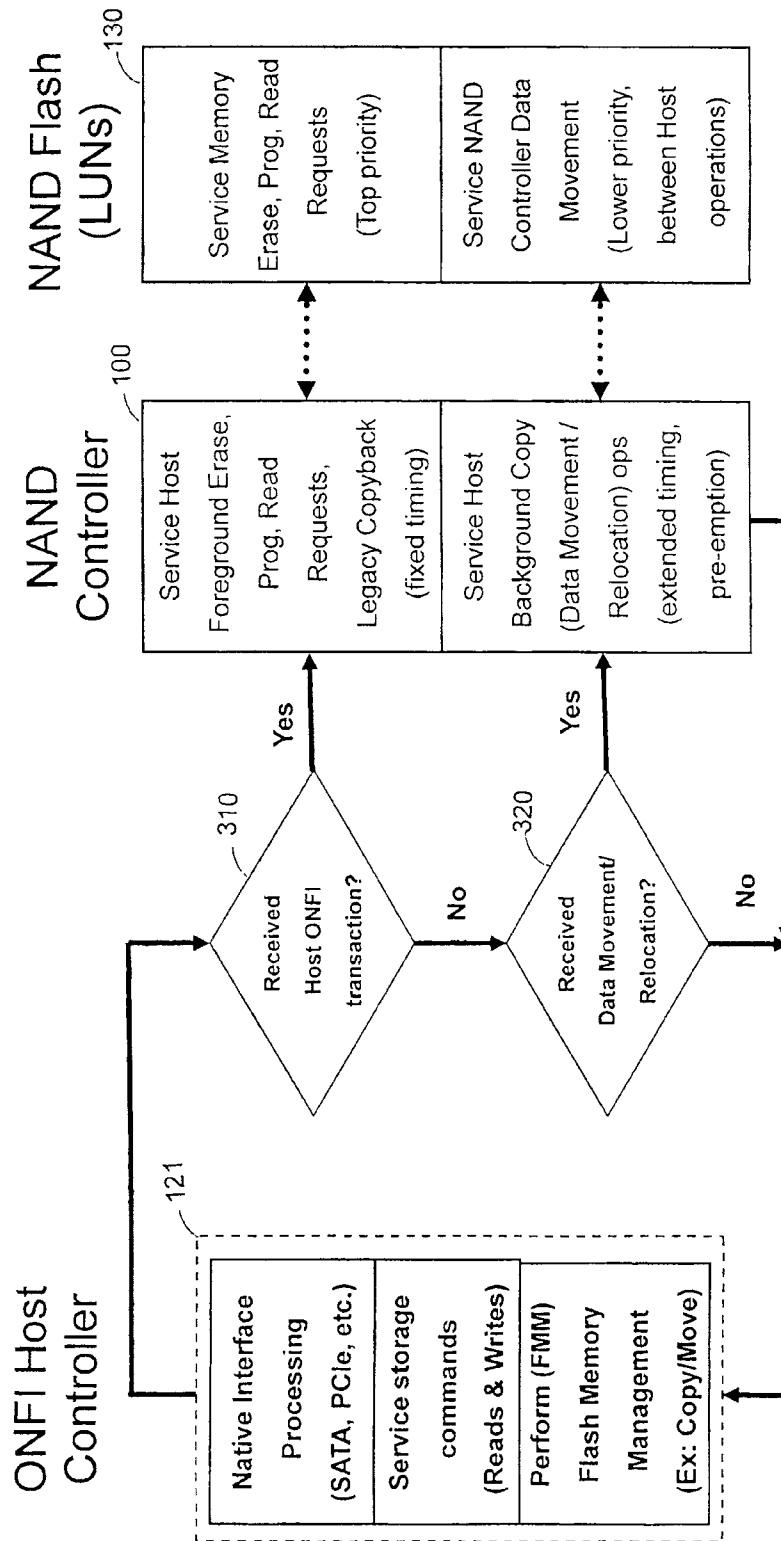 ONFI Host
Controller
121
Native Interface
Processing
(SATA, PCIe, etc.)
Service storage
commands
(Reads & Writes)
Perform (FMM)
Flash Memory
Management
(Ex: Copy/Move)
310
Received
Host ONFI
transaction?
Yes
No
320
Received
Data Movement/
Relocation?
Yes
No
NAND
Controller
100
Service Host
Foreground Erase,
Prog, Read
Requests,
Legacy Copyback
(fixed timing)
Service Host
Background Copy
(Data Movement /
Relocation) ops
(extended timing,
pre-emption)
NAND Flash
(LUNs)
130
Service Memory
Erase, Prog, Read
Requests
(Top priority)
Service NAND
Controller Data
Movement
(Lower priority,
between Host
operations)